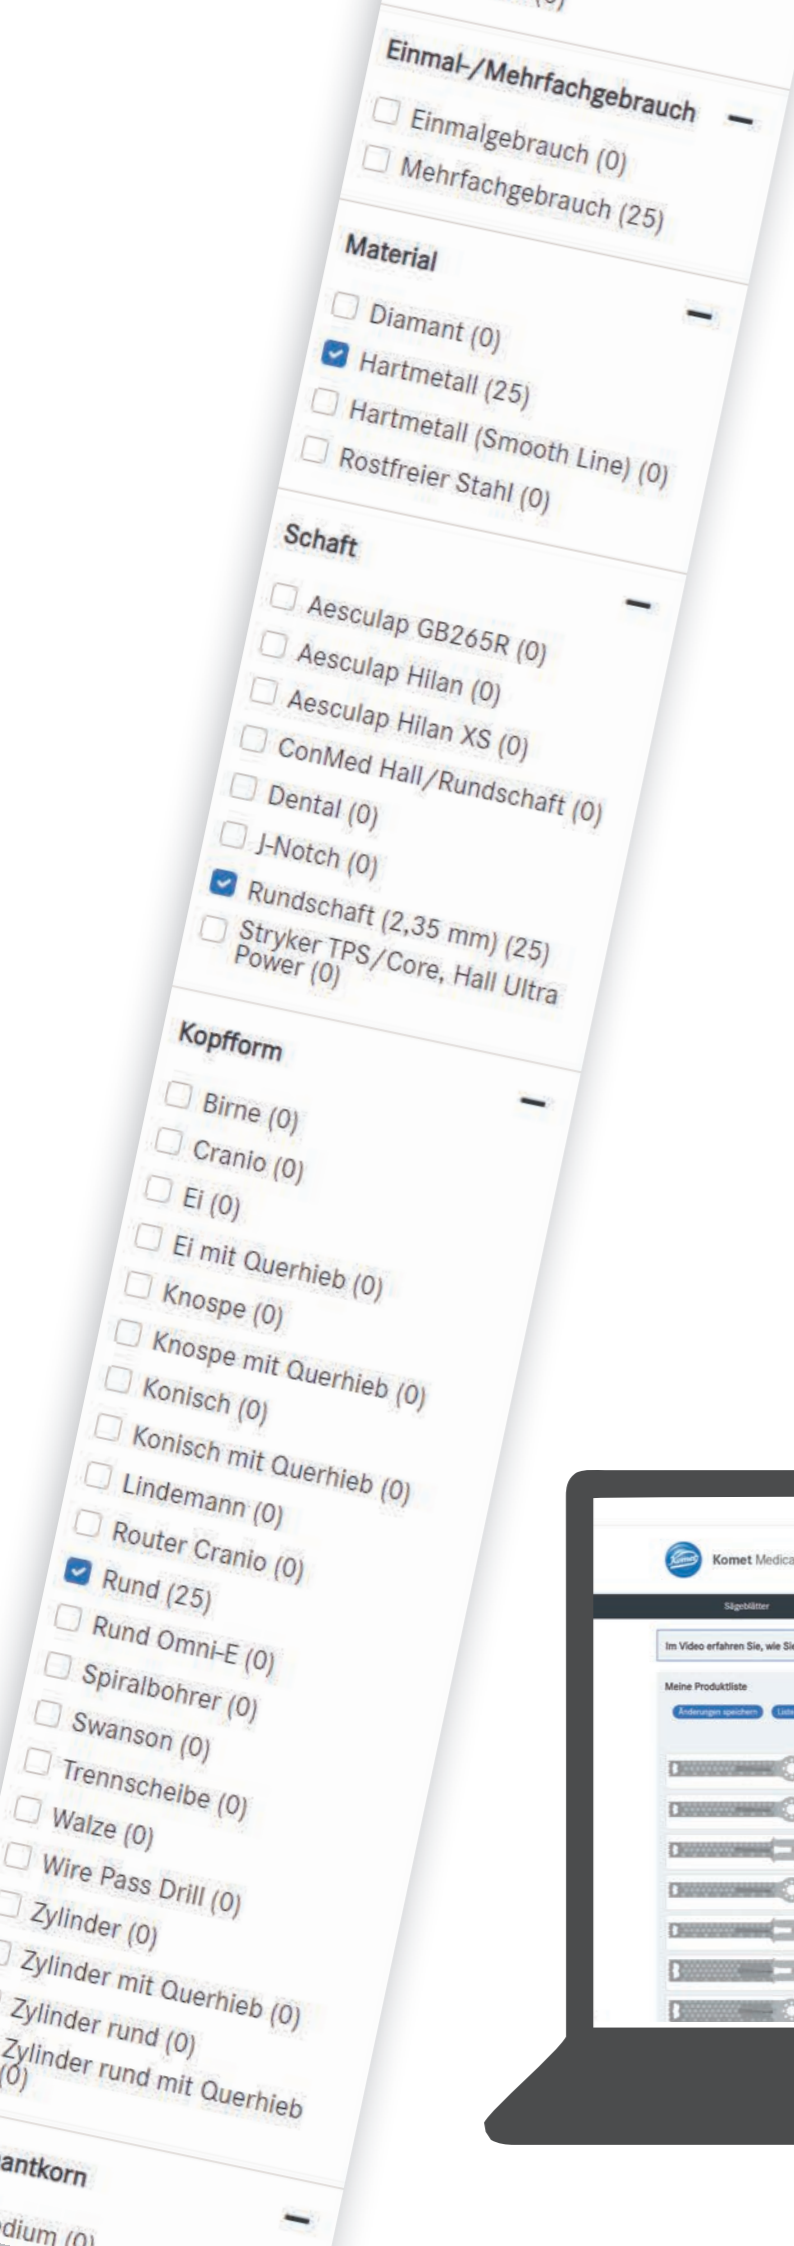 (0)
Einmal-/Mehrfachgebrauch
Einmalgebrauch (0)
Mehrfachgebrauch (25)
Material
Diamant (0)
Hartmetall (25)
Hartmetall (Smooth Line) (0)
Rostfreier Stahl (0)
Schaft
Aesculap GB265R (0)
Aesculap Hilan (0)
Aesculap Hilan XS (0)
ConMed Hall/Rundschaft (0)
Dental (0)
J-Notch (0)
Rundschaft (2,35 mm) (25)
Stryker TPS/Core, Hall Ultra
Power (0)
Kopfform
Birne (0)
Cranio (0)
Ei (0)
Ei mit Querhieb (0)
Knospe (0)
Knospe mit Querhieb (0)
Konisch (0)
Konisch mit Querhieb (0)
Lindemann (0)
Router Cranio (0)
Rund (25)
Rund Omni-E (0)
Spiralbohrer (0)
Swanson (0)
Trennscheibe (0)
Walze (0)
Wire Pass Drill (0)
Zylinder (0)
Zylinder mit Querhieb (0)
Zylinder rund (0)
Zylinder rund mit Querhieb
(0)
antkorn
dium (0)
Komet
Komet Medica
Sägeblätter
Im Video erfahren Sie, wie Sie
Meine Produktliste
Änderungen speichern
Liste